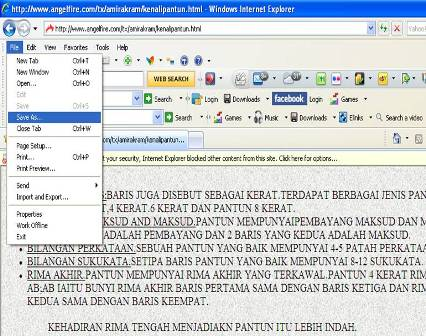 http://www.angelfire.com/tx/amirakram/kenalipantun.html - Windows Internet Explorer
http://www.angelfire.com/tx/amirakram/kenalipantun.html
Yahoo!
File Edit View Favorites Tools Help
New Tab Ctrl+T
New Window Ctrl+N
Open... Ctrl+O
Edit
Save Ctrl+S
Save As...
Close Tab Ctrl+W
Page Setup...
Print... Ctrl+P
Print Preview...
Send
Import and Export...
Properties
Work Offline
Exit
WEB SEARCH
Search Login Downloads facebook Login Games
Search Games Music Downloads Links Search a video
/tx/amirakram/kenalipantun....
your security, Internet Explorer blocked other content from this site. Click here for options...
BARIS JUGA DISEBUT SEBAGAI KERAT.TERDAPAT BERBAGAI JENIS PAN
,4 KERAT.6 KERAT DAN PANTUN 8 KERAT.
KSUD AND MAKSUD.PANTUN MEMPUNYAIPEMBAYANG MAKSUD DAN M
ADALAH PEMBAYANG DAN 2 BARIS YANG KEDUA ADALAH MAKSUD.
BILANGAN PERKATAAN.SEBUAH PANTUN YANG BAIK MEMPUNYAI 4-5 PATAH PERKATAA
BILANGAN SUKUKATA.SETIPA BARIS PANTUN YANG BAIK MEMPUNYAI 8-12 SUKUKATA.
RIMA AKHIR.PANTUN MEMPUNYAI RIMA AKHIR YANG TERKAWAL.PANTUN 4 KERAT RIM
AB;AB IAITU BUNYI RIMA AKHIR BARIS PERTAMA SAMA DENGAN BARIS KETIGA DAN RI
KEDUA SAMA DENGAN BARIS KEEMPAT.
KEHADIRAN RIMA TENGAH MENJADIAKN PANTUN ITU LEBIH INDAH.